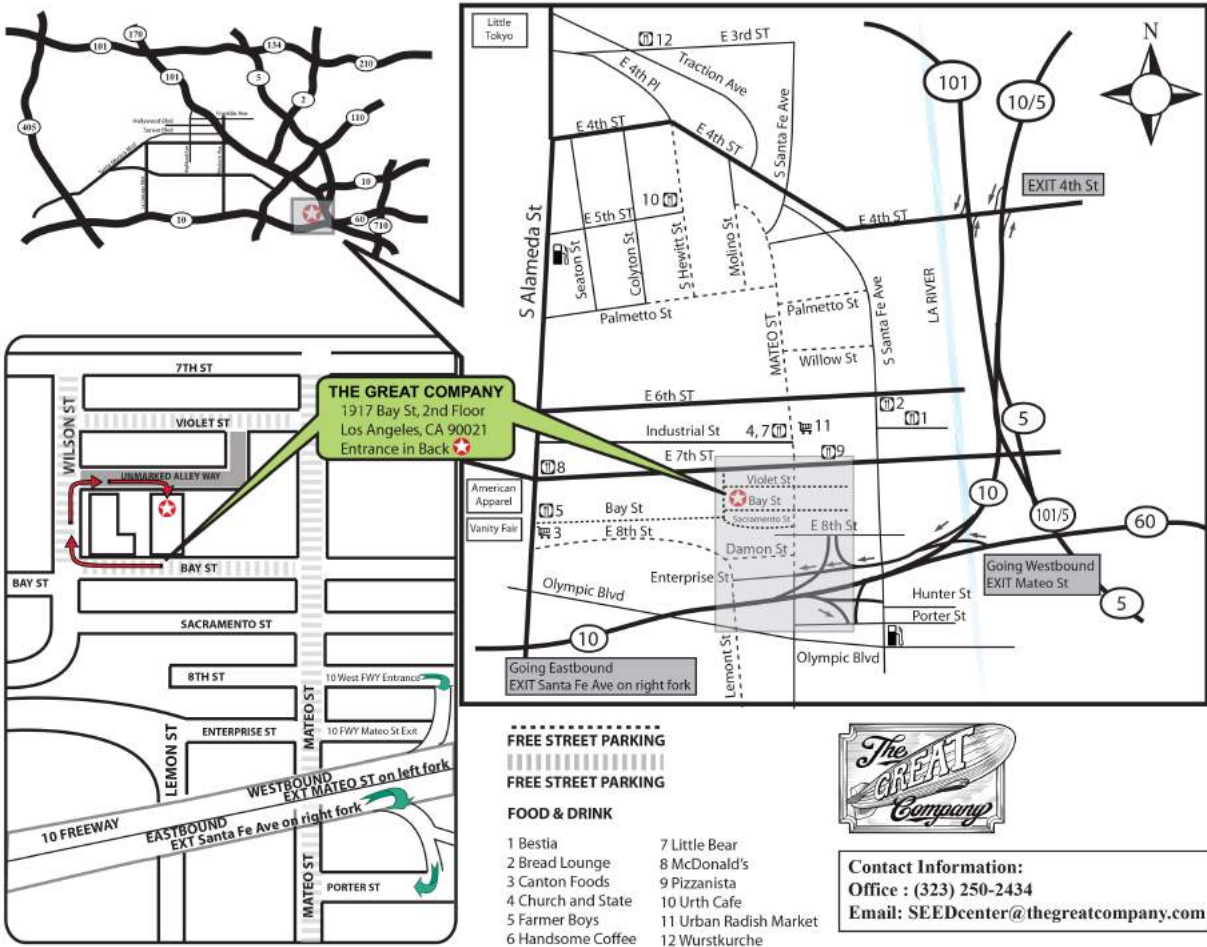 170
101
134
5
210
101
2
405
110
Franklin Ave
Hollywood Blvd
Sunset Blvd
Santa Monica Blvd
10
10
60
710
Little
Tokyo
12
E 3rd ST
N
E 4th Pl
Traction Ave
S Santa Fe Ave
101
10/5
E 4th ST
E 4th ST
EXIT 4th St
10
E 5th ST
E 4th ST
S Alameda St
Seaton St
Colyton St
S Hewitt St
Molino St
Palmetto St
Palmetto St
MATEO ST
S Santa Fe Ave
LA RIVER
Willow St
E 6th ST
2
1
5
Industrial St
4,7
11
E 7th ST
9
8
American
Apparel
Violet St
Bay St
10
5
Bay St
Sacramento St
101/5
60
Vanity Fair
3
E 8th St
E 8th St
Damon St
Going Westbound
EXIT Mateo St
Enterprise St
Olympic Blvd
Hunter St
Porter St
5
10
Olympic Blvd
Lemont St
Going Eastbound
EXIT Santa Fe Ave on right fork
THE GREAT COMPANY
1917 Bay St, 2nd Floor
Los Angeles, CA 90021
Entrance in Back
7TH ST
WILSON ST
VIOLET ST
UNMARKED ALLEY WAY
BAY ST
BAY ST
SACRAMENTO ST
8TH ST
10 West FWY Entrance
MATEO ST
LEMON ST
ENTERPRISE ST
10 FWY Mateo St Exit
WESTBOUND
EXT MATEO ST on left fork
10 FREEWAY
EASTBOUND
EXT Santa Fe Ave on right fork
MATEO ST
PORTER ST
FREE STREET PARKING
FREE STREET PARKING
FOOD & DRINK
1 Bestia
2 Bread Lounge
3 Canton Foods
4 Church and State
5 Farmer Boys
6 Handsome Coffee
7 Little Bear
8 McDonald's
9 Pizzanista
10 Urth Cafe
11 Urban Radish Market
12 Wurstkurche
The
GREAT
Company
Contact Information:
Office : (323) 250-2434
Email: SEEDcenter@thegreatcompany.com